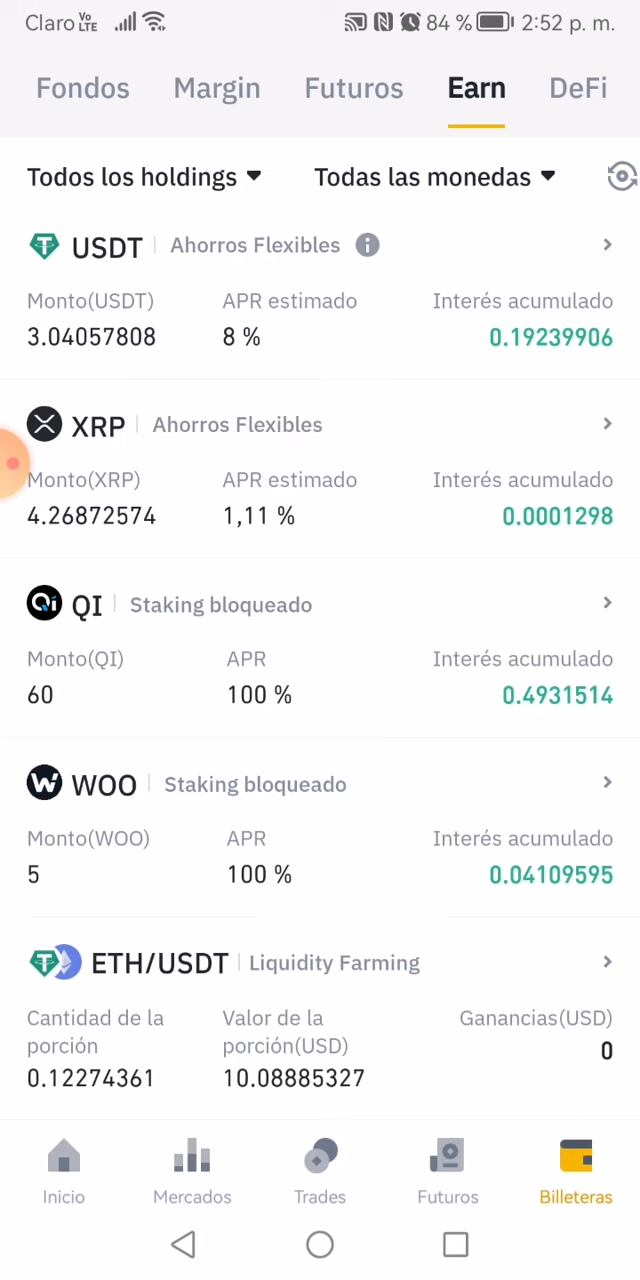 Claro VoLTE 84 % 2:52 p. m.
Fondos Margin Futuros Earn DeFi
Todos los holdings Todas las monedas
USDT Ahorros Flexibles
Monto(USDT) APR estimado Interés acumulado
3.04057808 8 % 0.19239906
XRP Ahorros Flexibles
Monto(XRP) APR estimado Interés acumulado
4.26872574 1,11 % 0.0001298
QI Staking bloqueado
Monto(QI) APR Interés acumulado
60 100 % 0.4931514
WOO Staking bloqueado
Monto(WOO) APR Interés acumulado
5 100 % 0.04109595
ETH/USDT Liquidity Farming
Cantidad de la Valor de la Ganancias(USD)
porción porción(USD) 0
0.12274361 10.08885327
Inicio Mercados Trades Futuros Billeteras